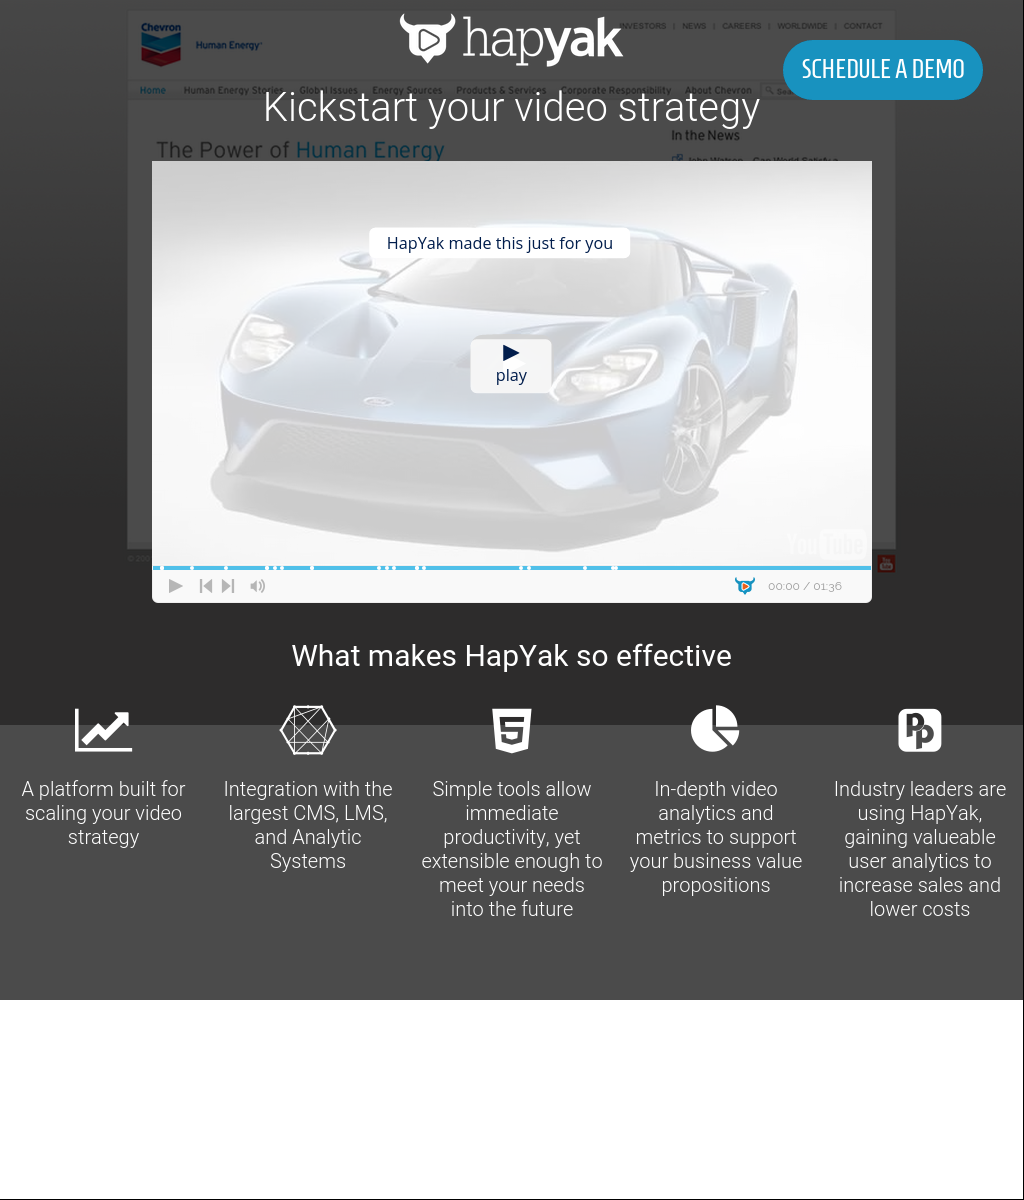 Chevron
Human Energy
INVESTORS | NEWS | CAREERS | WORLDWIDE | CONTACT
hapyak
SCHEDULE A DEMO
Home Human Energy Stories Global Issues Energy Sources Products & Services Corporate Responsibility About Chevron
Kickstart your video strategy
The Power of Human Energy
In the News
HapYak made this just for you
play
YouTube
You Tube
00:00 / 01:36
What makes HapYak so effective
A platform built for
scaling your video
strategy
Integration with the
largest CMS, LMS,
and Analytic
Systems
Simple tools allow
immediate
productivity, yet
extensible enough to
meet your needs
into the future
In-depth video
analytics and
metrics to support
your business value
propositions
Industry leaders are
using HapYak,
gaining valueable
user analytics to
increase sales and
lower costs